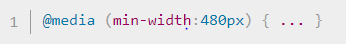 1 @media (min-width:480px) { ... }